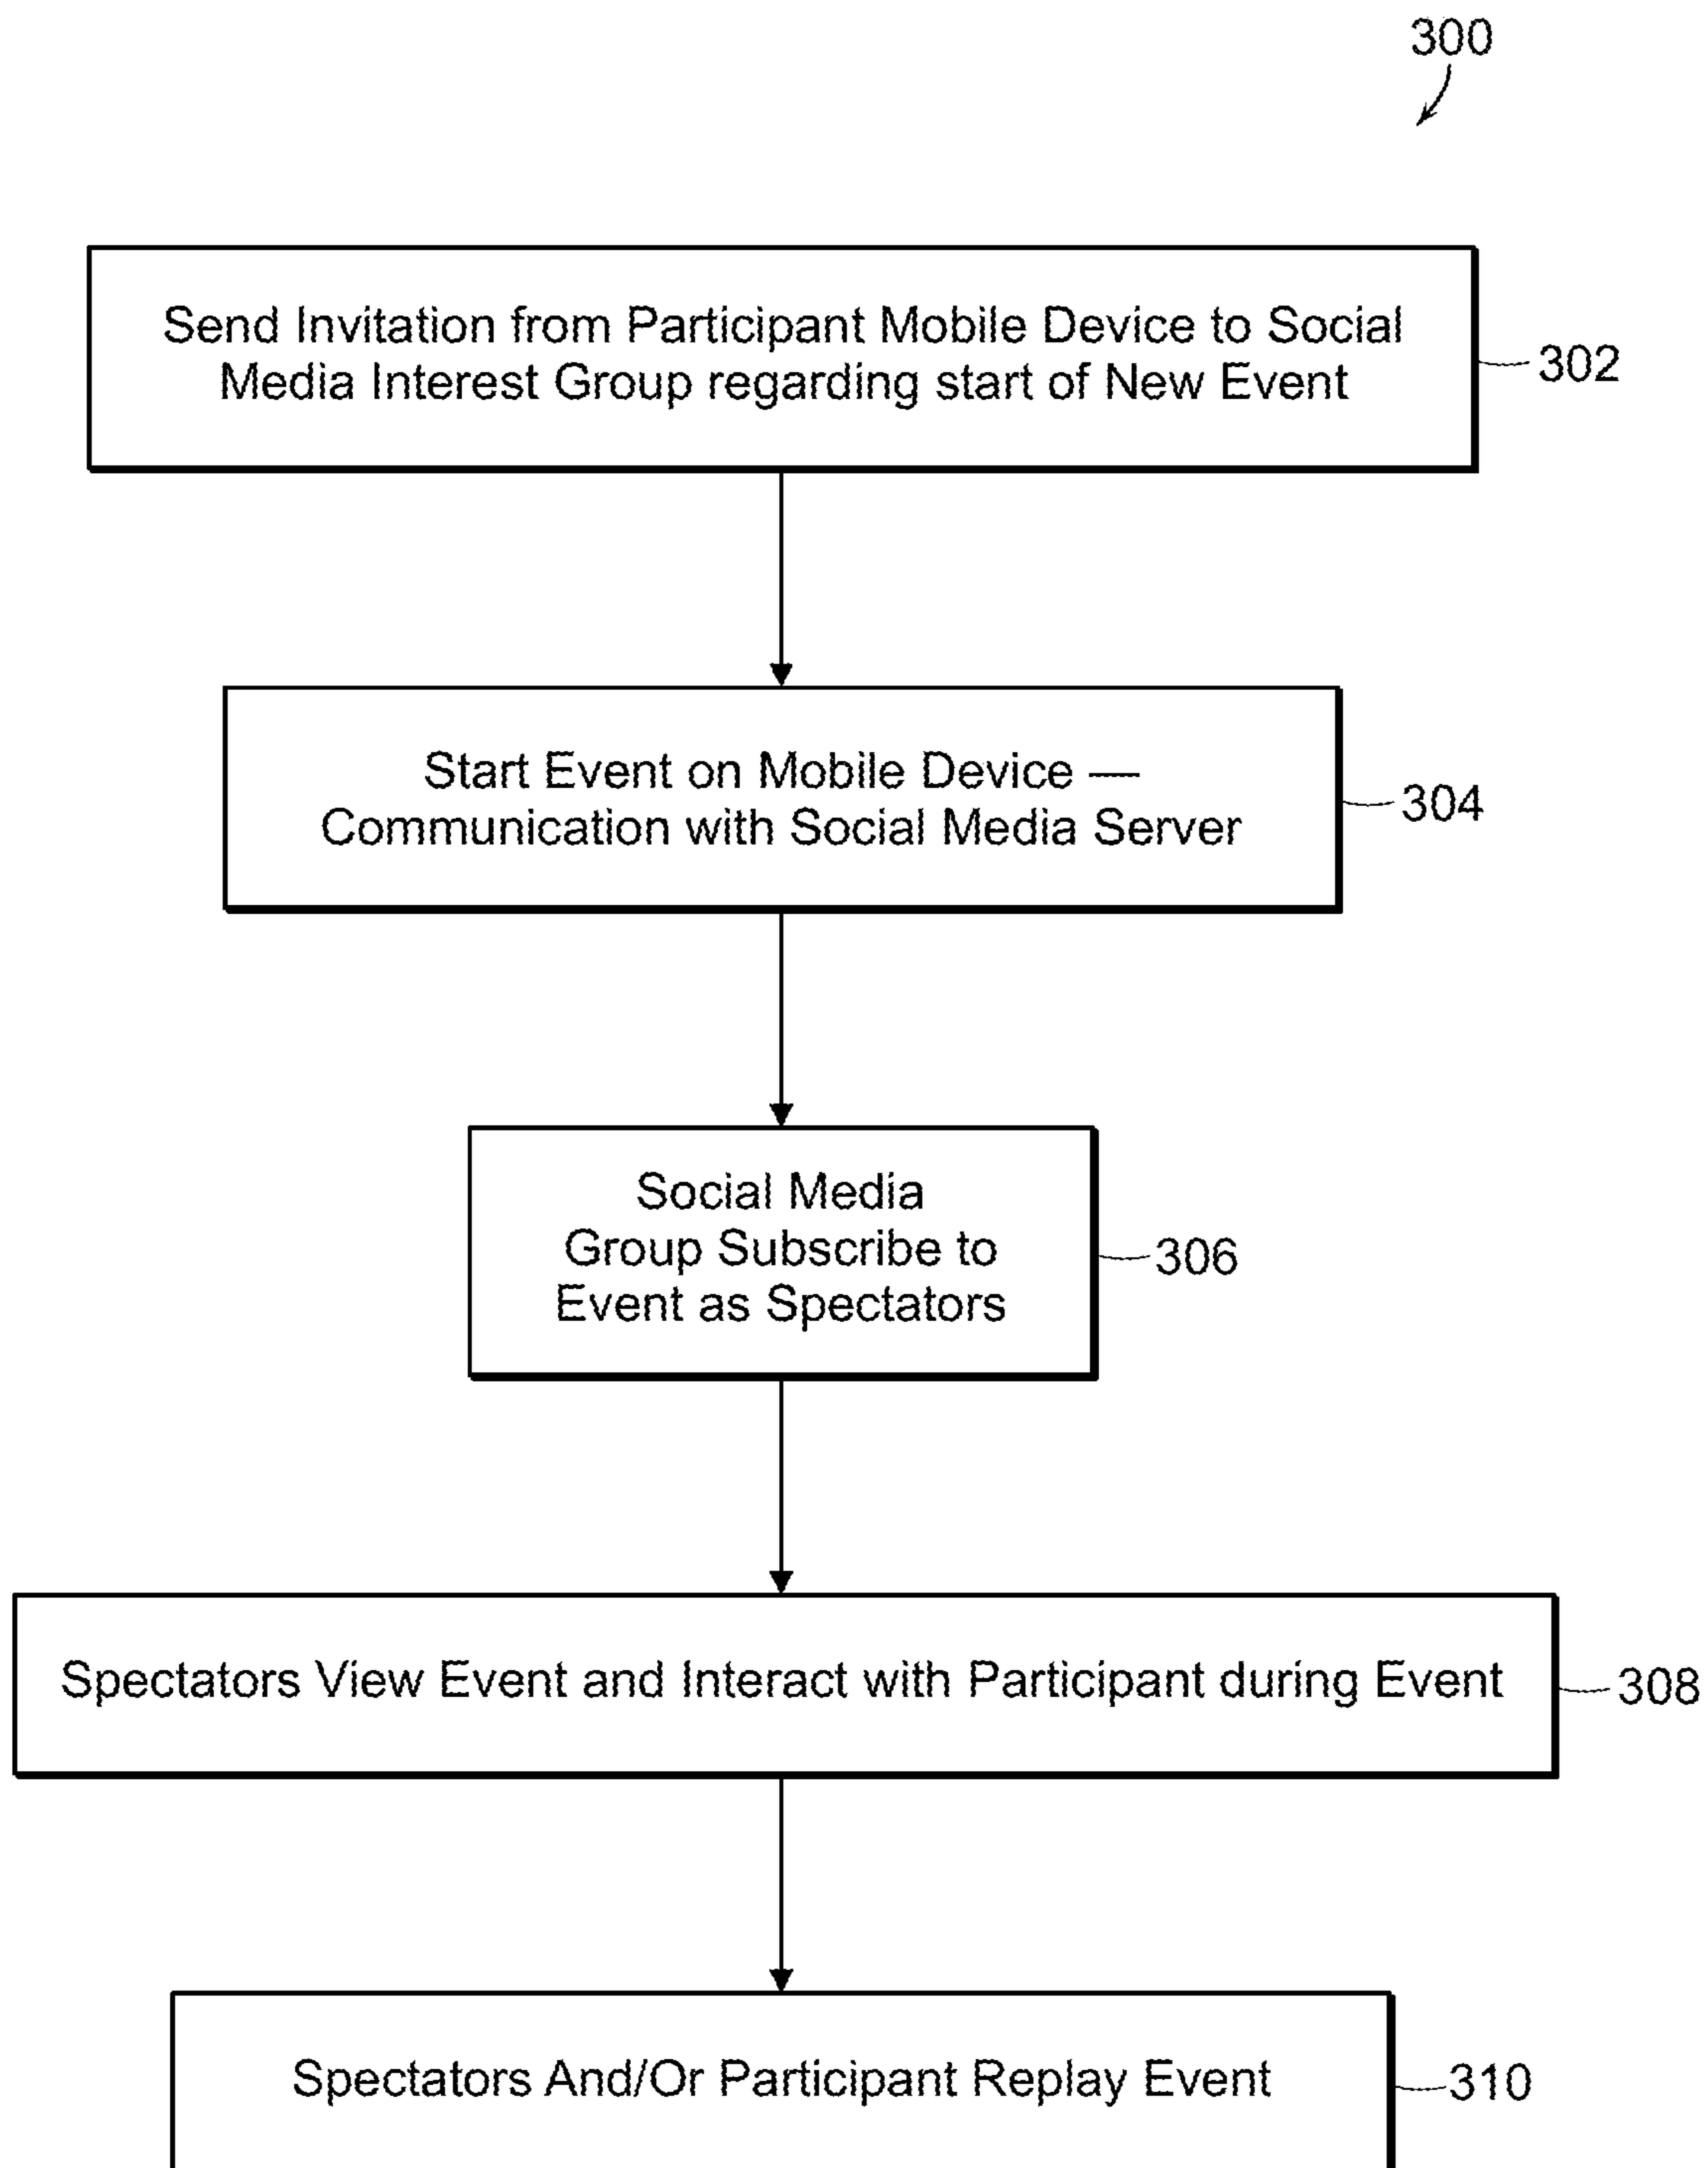 300
Send Invitation from Participant Mobile Device to Social
Media Interest Group regarding start of New Event
302
Start Event on Mobile Device —
Communication with Social Media Server
304
Social Media
Group Subscribe to
Event as Spectators
306
Spectators View Event and Interact with Participant during Event
308
Spectators And/Or Participant Replay Event
310